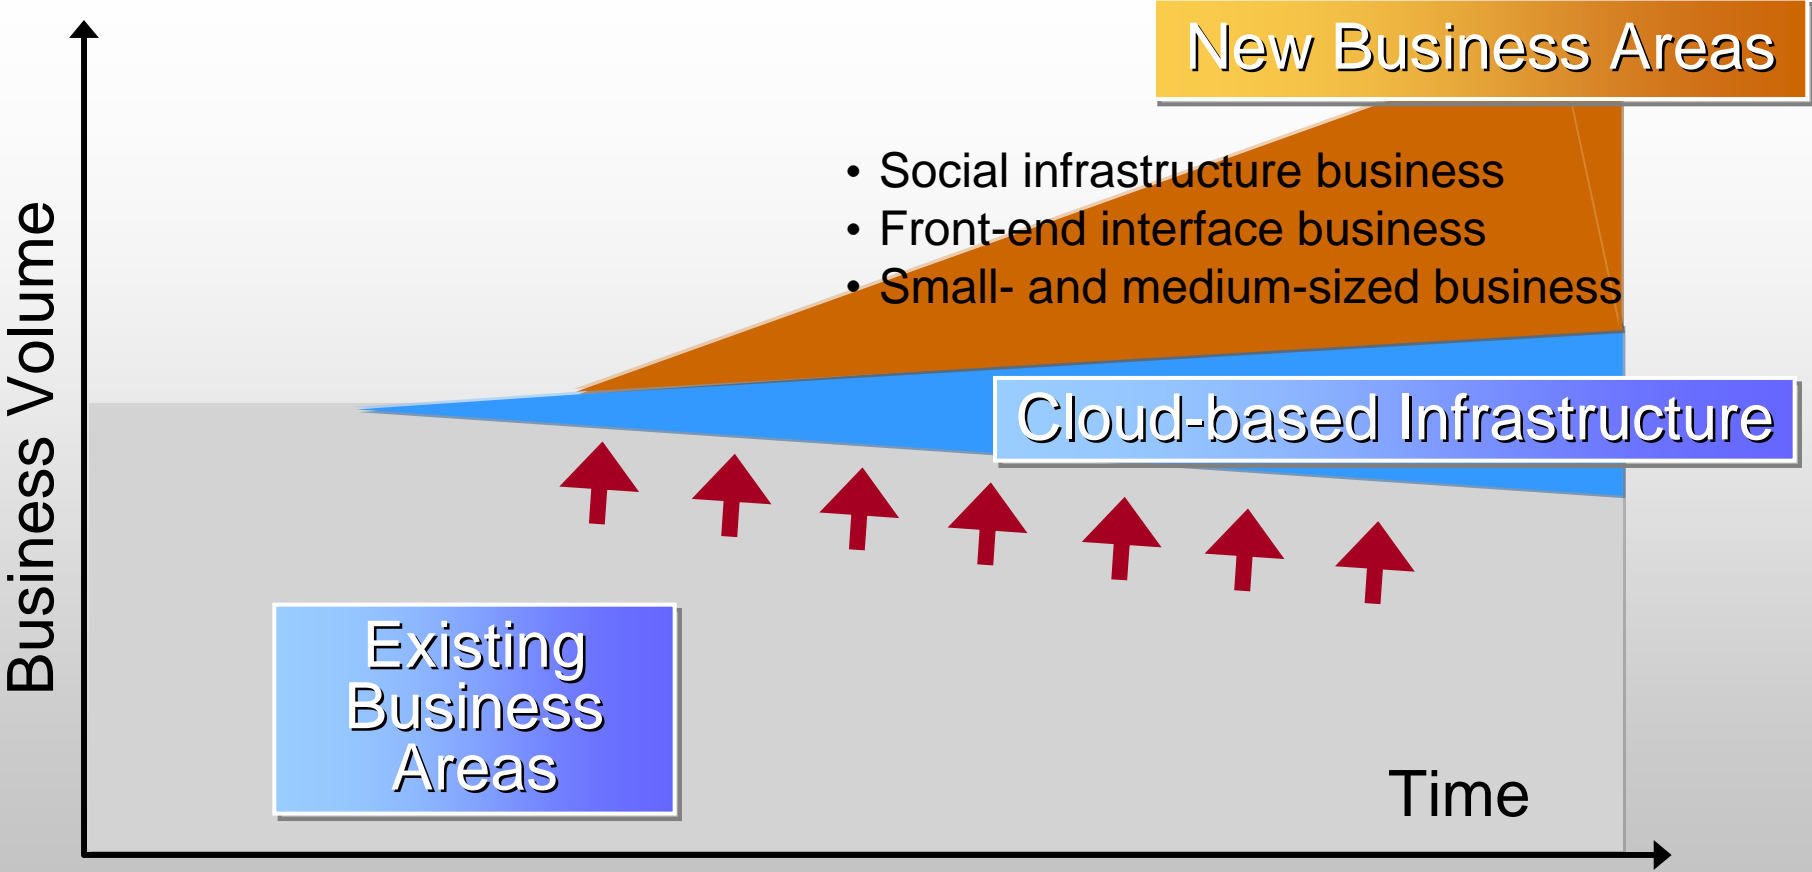 New Business Areas
• Social infrastructure business
• Front-end interface business
• Small- and medium-sized business
Business Volume
Cloud-based Infrastructure
Existing
Business
Areas
Time